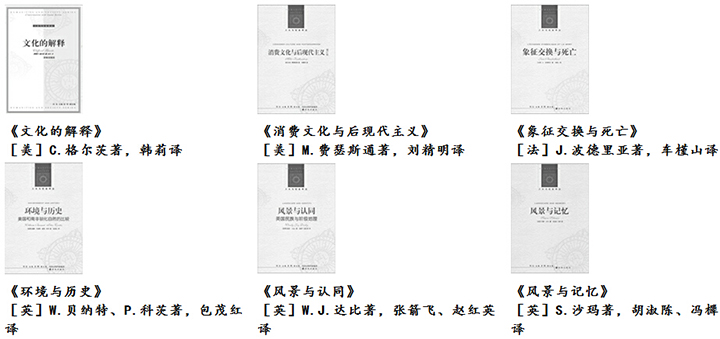 文化的解释
消费文化与后现代主义
象征交换与死亡
《文化的解释》
［美］C.格尔茨著，韩莉译
《消费文化与后现代主义》
［美］M.费瑟斯通著，刘精明译
《象征交换与死亡》
［法］J.波德里亚著，车槿山译
环境与历史
美国和南非驯化自然的比较
风景与认同
英国民族与阶级地理
风景与记忆
《环境与历史》
［英］W.贝纳特、P.科茨著，包茂红
译
《风景与认同》
［英］W.J.达比著，张箭飞、赵红英
译
《风景与记忆》
［英］S.沙玛著，胡淑陈、冯樨
译